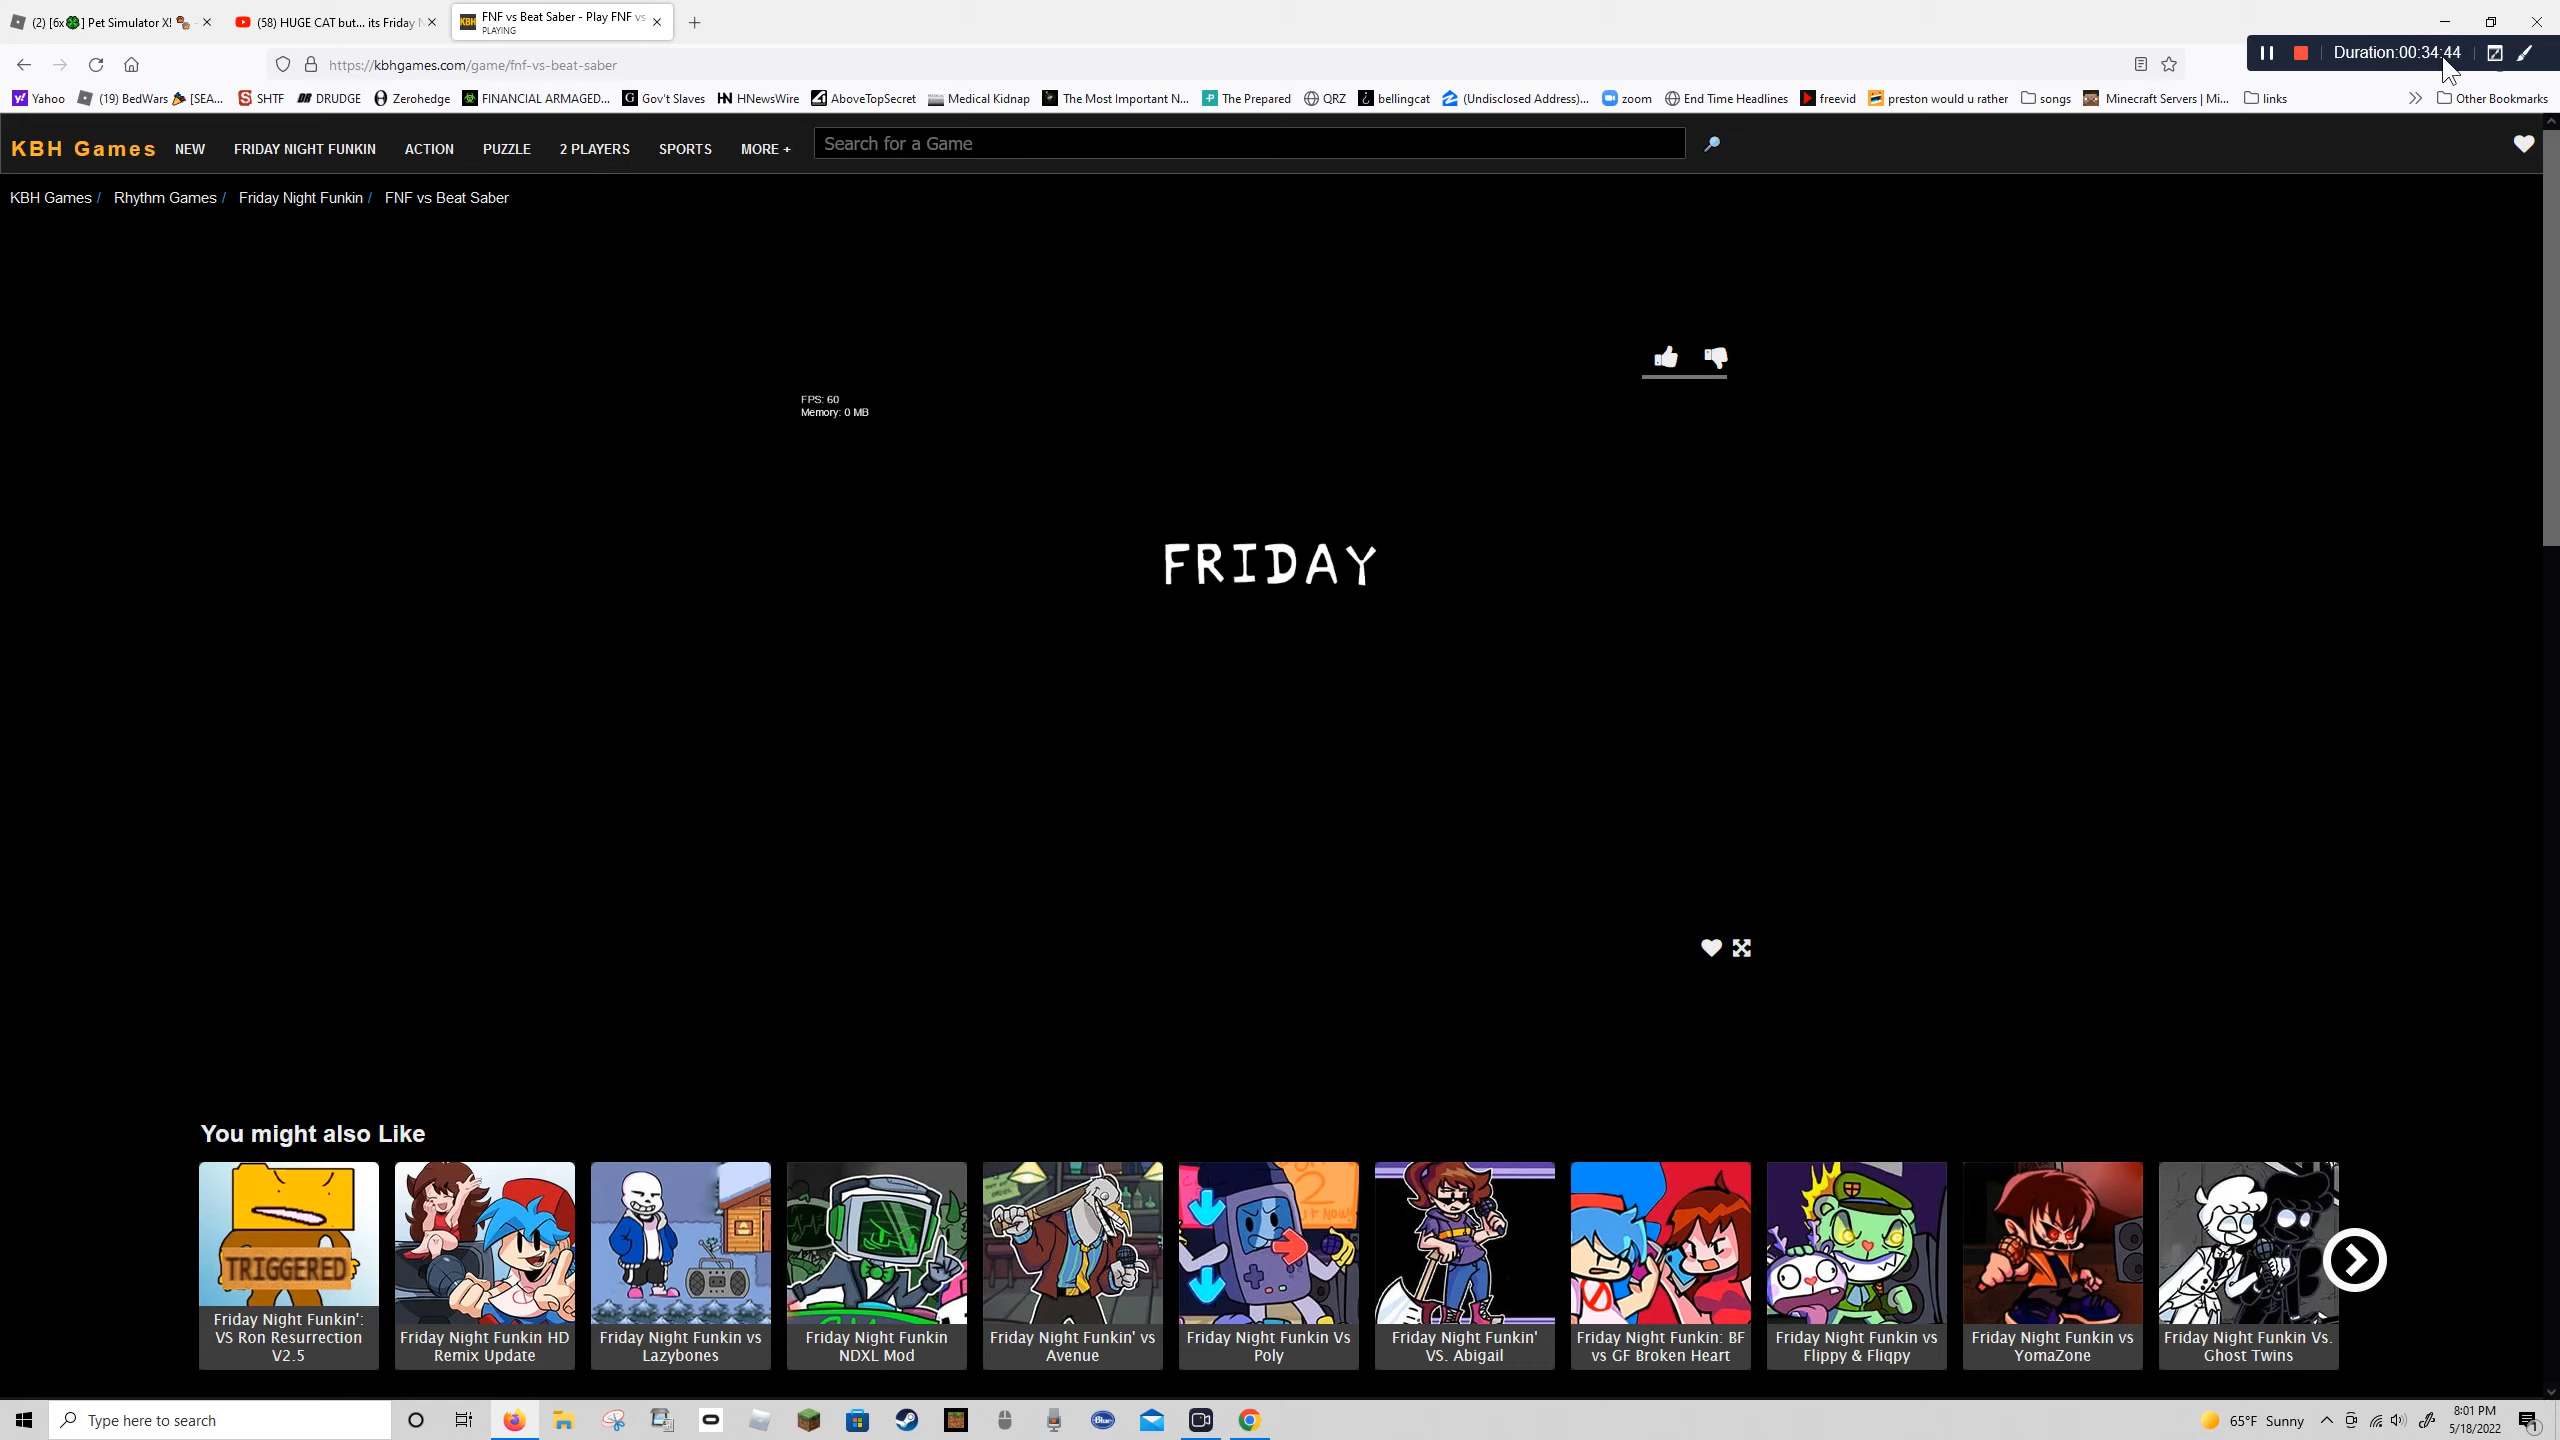 (2) [6x🍀] Pet Simulator X! (58) HUGE CAT but... its Friday N FNF vs Beat Saber - Play FNF vs
PLAYING
https://kbhgames.com/game/fnf-vs-beat-saber
Duration:00:34:44
Yahoo (19) BedWars [SEA... SHTF DRUDGE Zerohedge FINANCIAL ARMAGED... Gov't Slaves HNewsWire AboveTopSecret Medical Kidnap The Most Important N... The Prepared QRZ bellingcat (Undisclosed Address)... zoom End Time Headlines freevid preston would u rather songs Minecraft Servers | Mi... links Other Bookmarks
KBH Games NEW FRIDAY NIGHT FUNKIN ACTION PUZZLE 2 PLAYERS SPORTS MORE + Search for a Game
KBH Games / Rhythm Games / Friday Night Funkin / FNF vs Beat Saber
FPS: 60
Memory: 0 MB
FRIDAY
You might also Like
TRIGGERED
Friday Night Funkin':
VS Ron Resurrection
V2.5
Friday Night Funkin HD
Remix Update
Friday Night Funkin vs
Lazybones
Friday Night Funkin
NDXL Mod
Friday Night Funkin' vs
Avenue
Friday Night Funkin Vs
Poly
Friday Night Funkin'
VS. Abigail
Friday Night Funkin: BF
vs GF Broken Heart
Friday Night Funkin vs
Flippy & Fliqpy
Friday Night Funkin vs
YomaZone
Friday Night Funkin Vs.
Ghost Twins
Type here to search
65°F Sunny
8:01 PM
5/18/2022
1